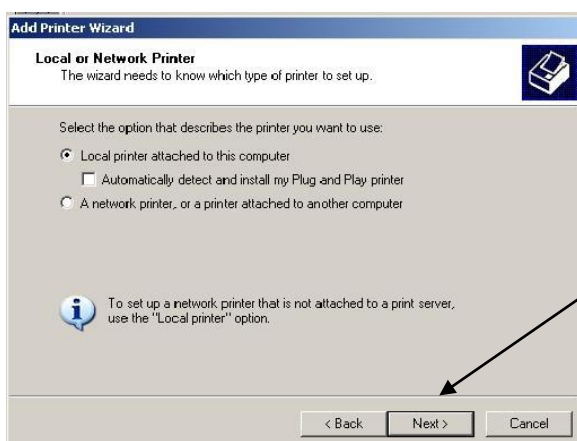 Add Printer Wizard
Local or Network Printer
The wizard needs to know which type of printer to set up.
Select the option that describes the printer you want to use:
Local printer attached to this computer
Automatically detect and install my Plug and Play printer
A network printer, or a printer attached to another computer
To set up a network printer that is not attached to a print server,
use the "Local printer" option.
< Back
Next >
Cancel